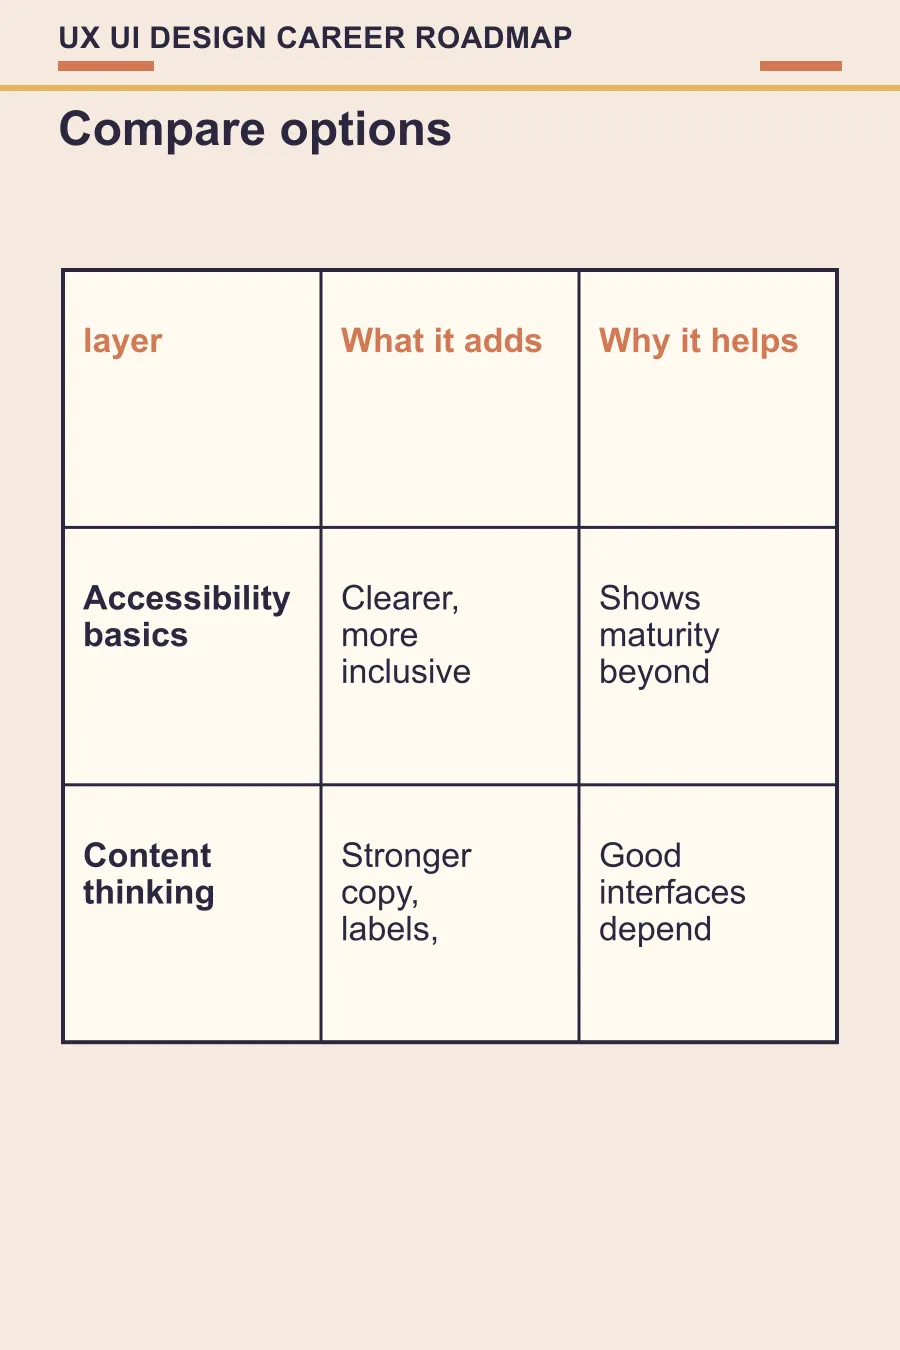 UX UI DESIGN CAREER ROADMAP
Compare options
layer
What it adds
Why it helps
Accessibility
basics
Clearer,
more
inclusive
Shows
maturity
beyond
Content
thinking
Stronger
copy,
labels,
Good
interfaces
depend